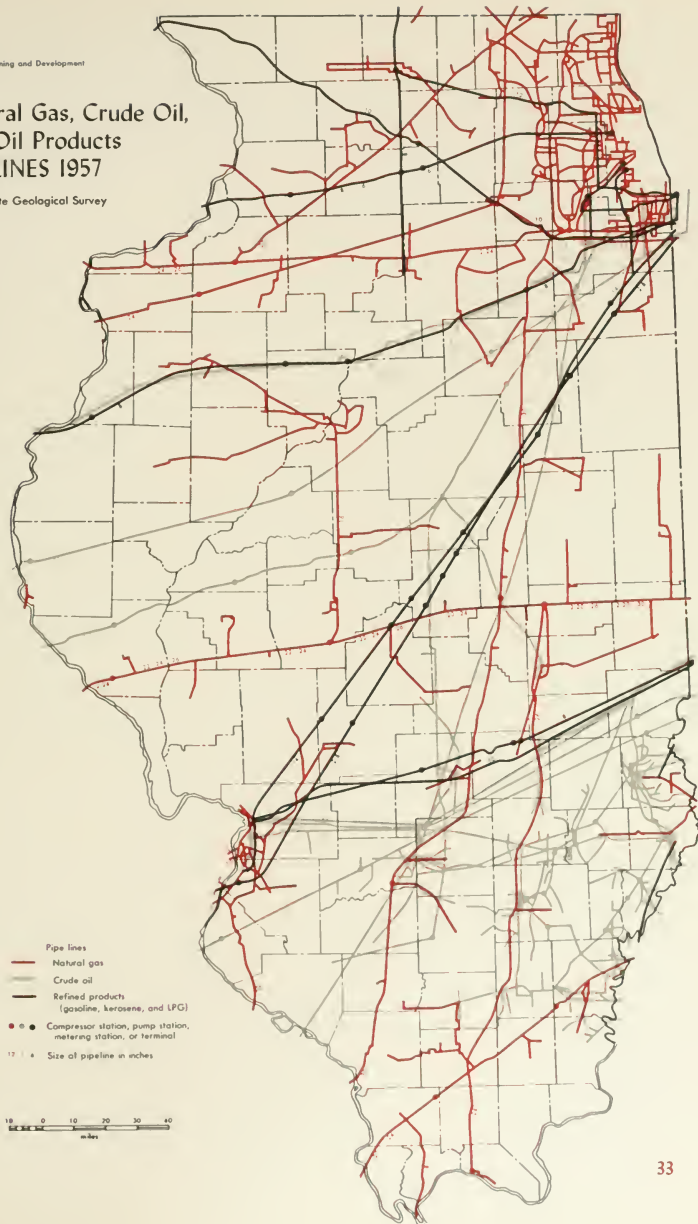 ning and Development
ral Gas, Crude Oil,
Oil Products
LINES 1957
te Geological Survey
Pipe lines
Natural gas
Crude oil
Refined products
(gasoline, kerosene, and LPG)
Compressor station, pump station,
metering station, or terminal
Size of pipeline in inches
10 0 10 20 30 40
miles
33